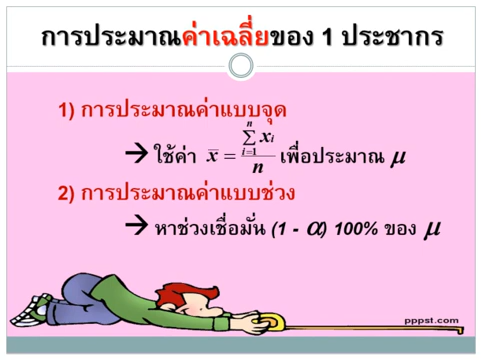 การประมาณค่าเฉลี่ยของ 1 ประชากร
1) การประมาณค่าแบบจุด
→ ใช้ค่า x̄ = ∑ᵢ₌₁ⁿ xᵢ / n เพื่อประมาณ μ
2) การประมาณค่าแบบช่วง
→ หาช่วงเชื่อมั่น (1 - α) 100% ของ μ
pppst.com